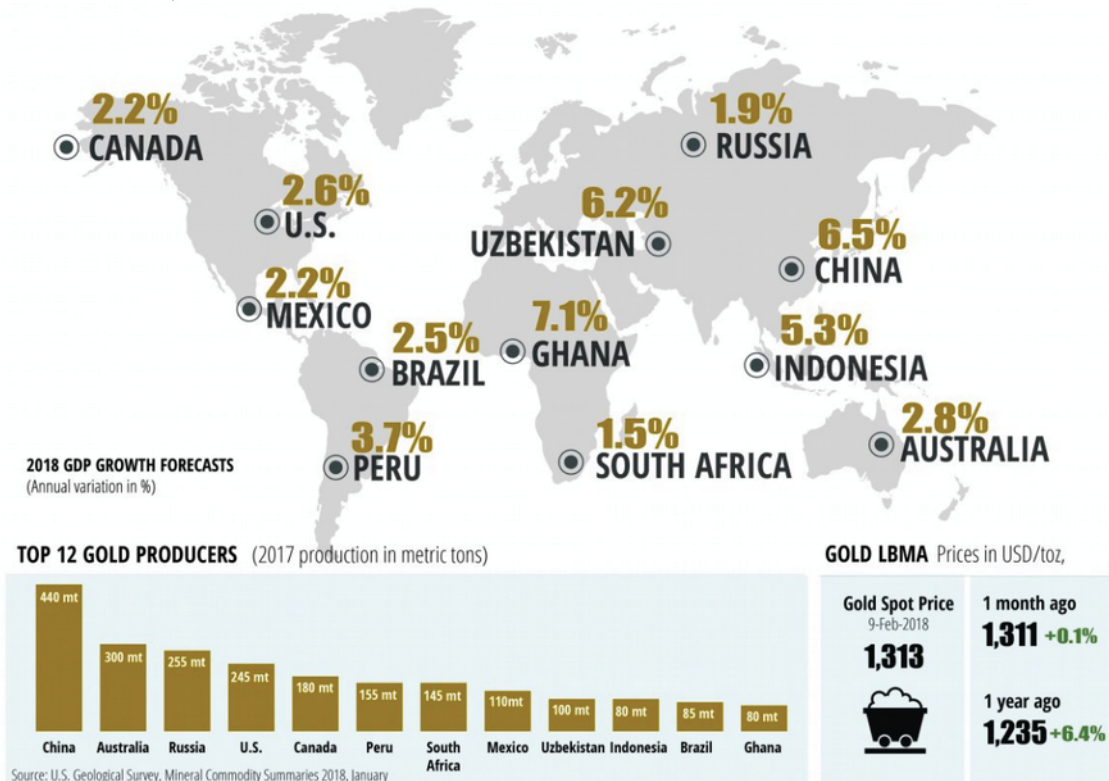 2.2%
CANADA
1.9%
RUSSIA
2.6%
U.S.
6.2%
UZBEKISTAN
6.5%
CHINA
2.2%
MEXICO
7.1%
GHANA
5.3%
INDONESIA
2.5%
BRAZIL
2.8%
AUSTRALIA
3.7%
PERU
1.5%
SOUTH AFRICA
2018 GDP GROWTH FORECASTS
(Annual variation in %)
TOP 12 GOLD PRODUCERS (2017 production in metric tons)
440 mt
300 mt
255 mt
245 mt
180 mt
155 mt
145 mt
110mt
100 mt
80 mt
85 mt
80 mt
China
Australia
Russia
U.S.
Canada
Peru
South
Africa
Mexico
Uzbekistan
Indonesia
Brazil
Ghana
Source: U.S. Geological Survey, Mineral Commodity Summaries 2018, January
GOLD LBMA Prices in USD/toz,
Gold Spot Price
9-Feb-2018
1,313
1 month ago
1,311 +0.1%
1 year ago
1,235 +6.4%